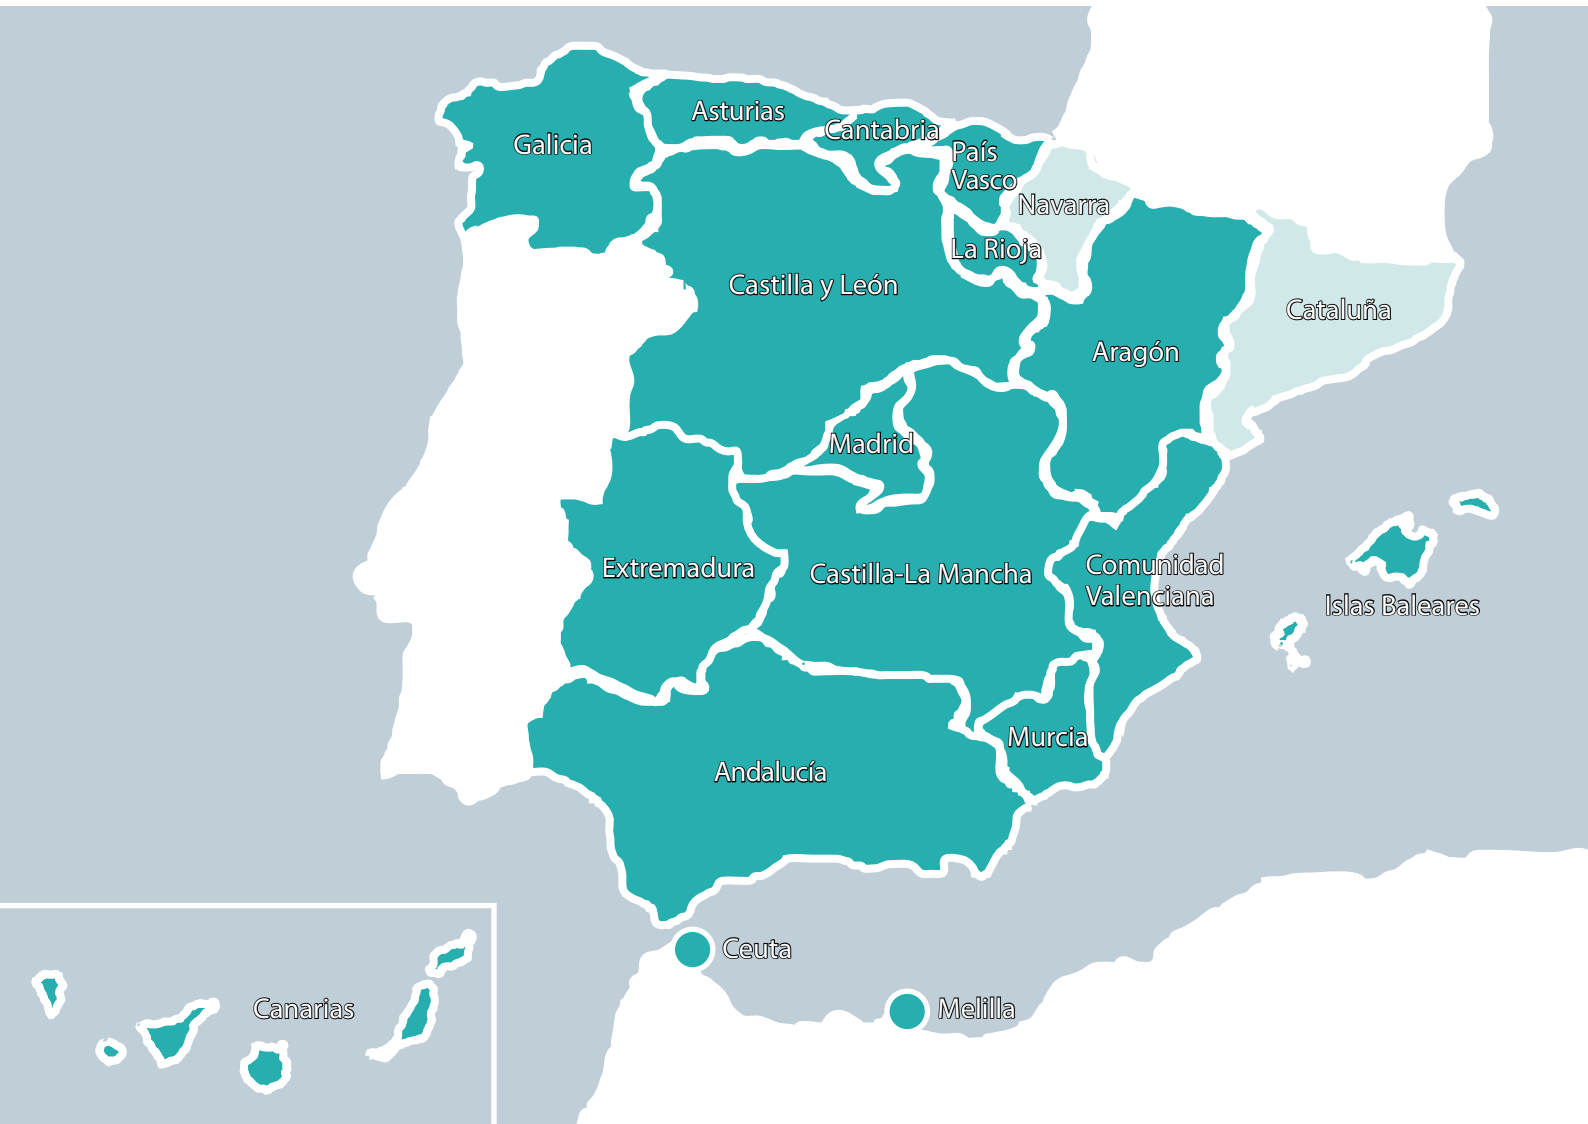 Asturias
Cantabria
Galicia
País
Vasco
Navarra
La Rioja
Castilla y León
Cataluña
Aragón
Madrid
Extremadura
Castilla-La Mancha
Comunidad
Valenciana
Islas Baleares
Murcia
Andalucía
Ceuta
Canarias
Melilla